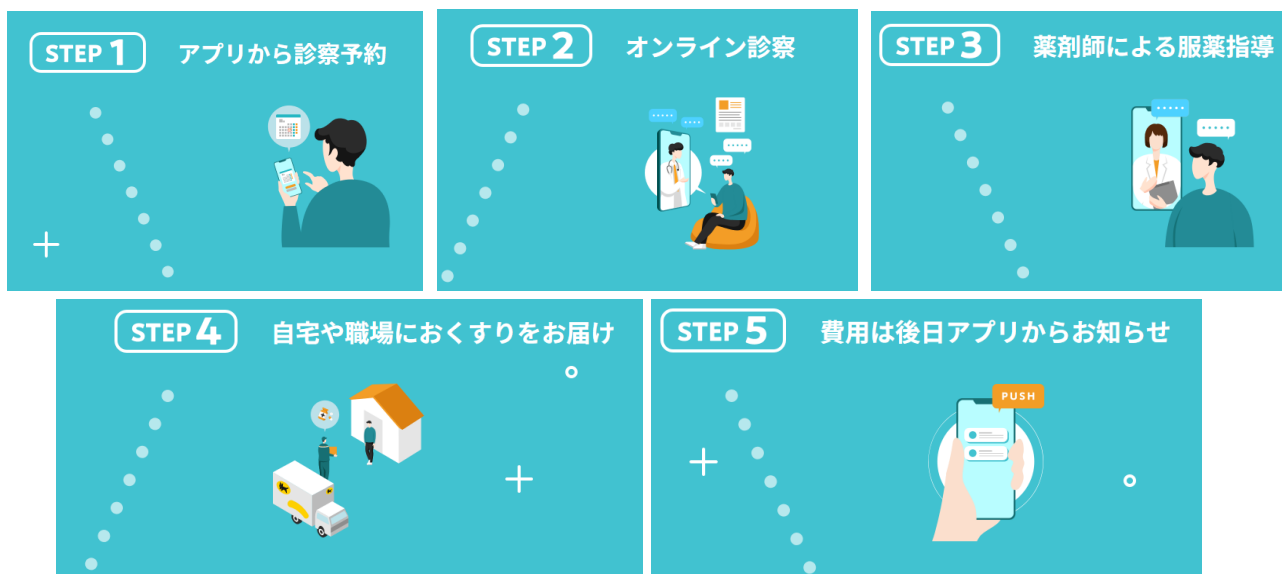 STEP 1 アプリから診察予約
STEP 2 オンライン診察
STEP 3 薬剤師による服薬指導
STEP 4 自宅や職場におくすりをお届け
STEP 5 費用は後日アプリからお知らせ
PUSH